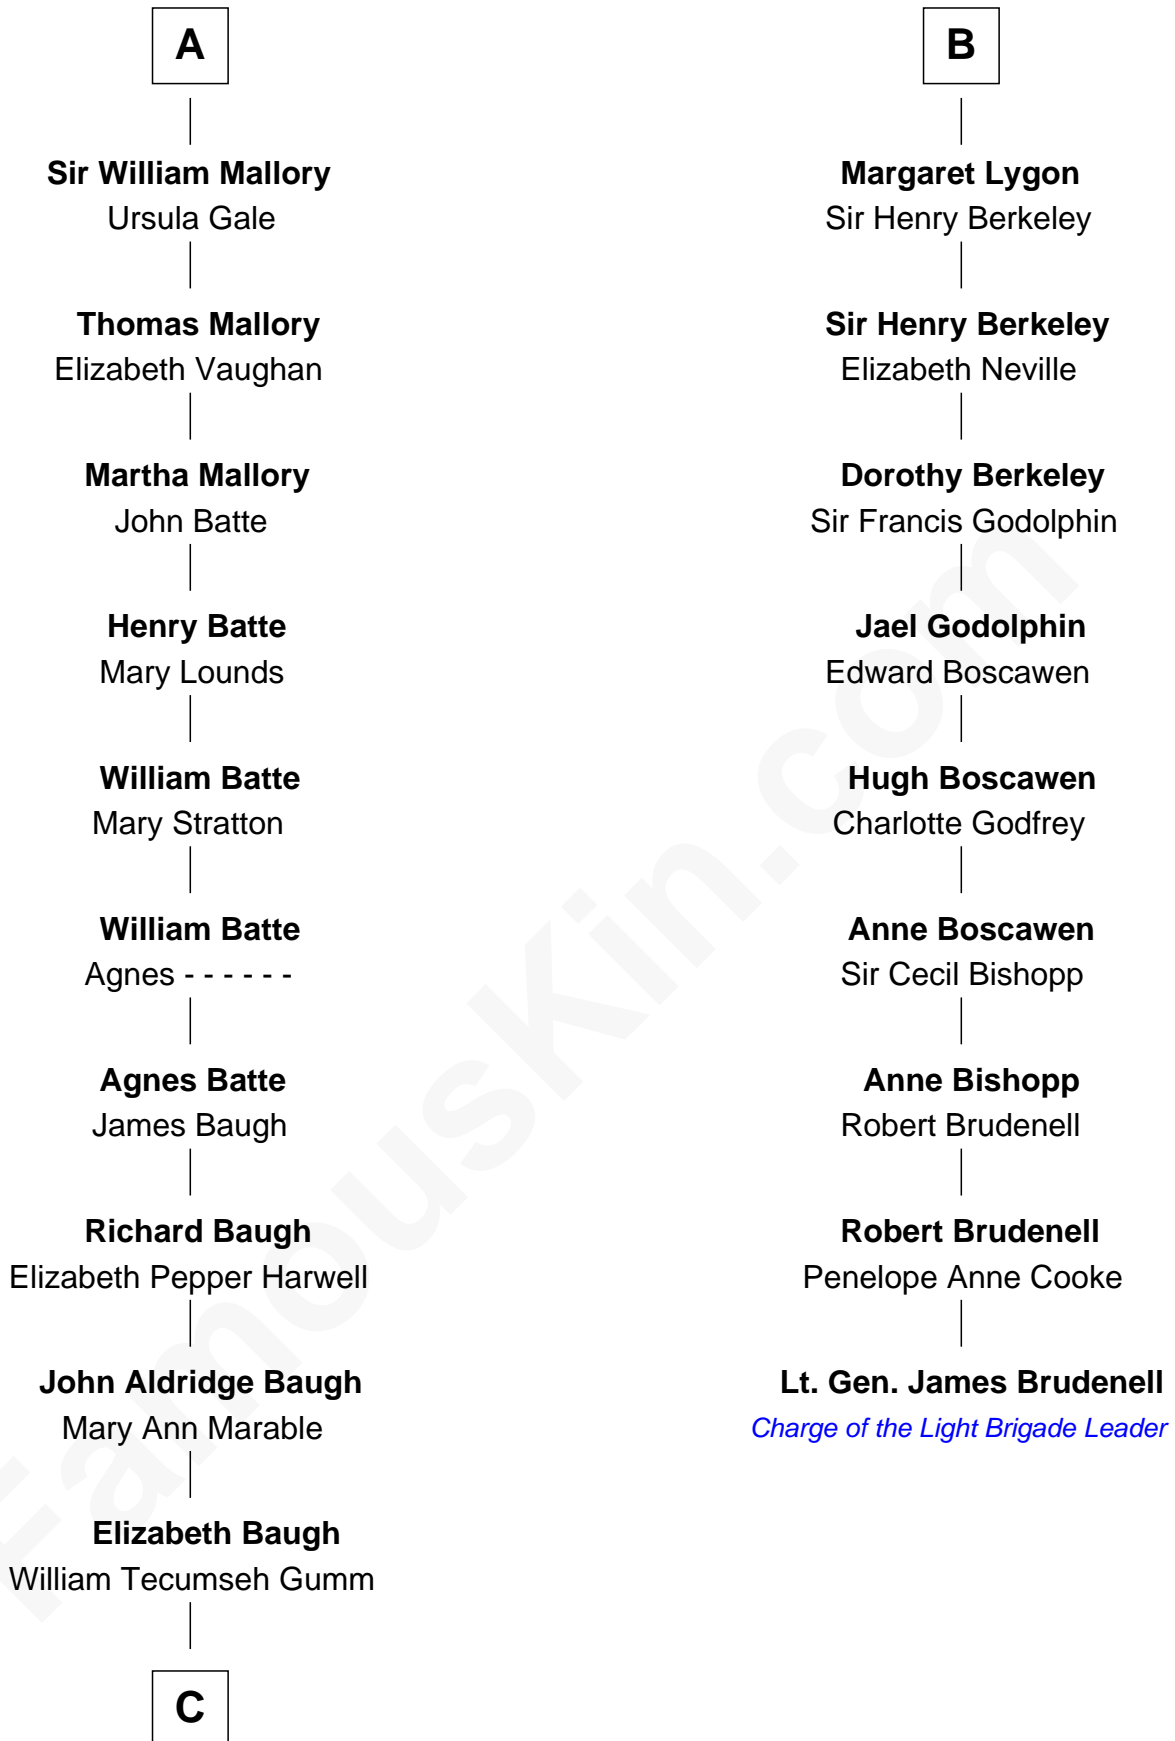 A
Sir William Mallory
Ursula Gale
Thomas Mallory
Elizabeth Vaughan
Martha Mallory
John Batte
Henry Batte
Mary Lounds
William Batte
Mary Stratton
William Batte
Agnes - - - - - -
Agnes Batte
James Baugh
Richard Baugh
Elizabeth Pepper Harwell
John Aldridge Baugh
Mary Ann Marable
Elizabeth Baugh
William Tecumseh Gumm
C
B
Margaret Lygon
Sir Henry Berkeley
Sir Henry Berkeley
Elizabeth Neville
Dorothy Berkeley
Sir Francis Godolphin
Jael Godolphin
Edward Boscawen
Hugh Boscawen
Charlotte Godfrey
Anne Boscawen
Sir Cecil Bishopp
Anne Bishopp
Robert Brudenell
Robert Brudenell
Penelope Anne Cooke
Lt. Gen. James Brudenell
Charge of the Light Brigade Leader
FamousKin.com